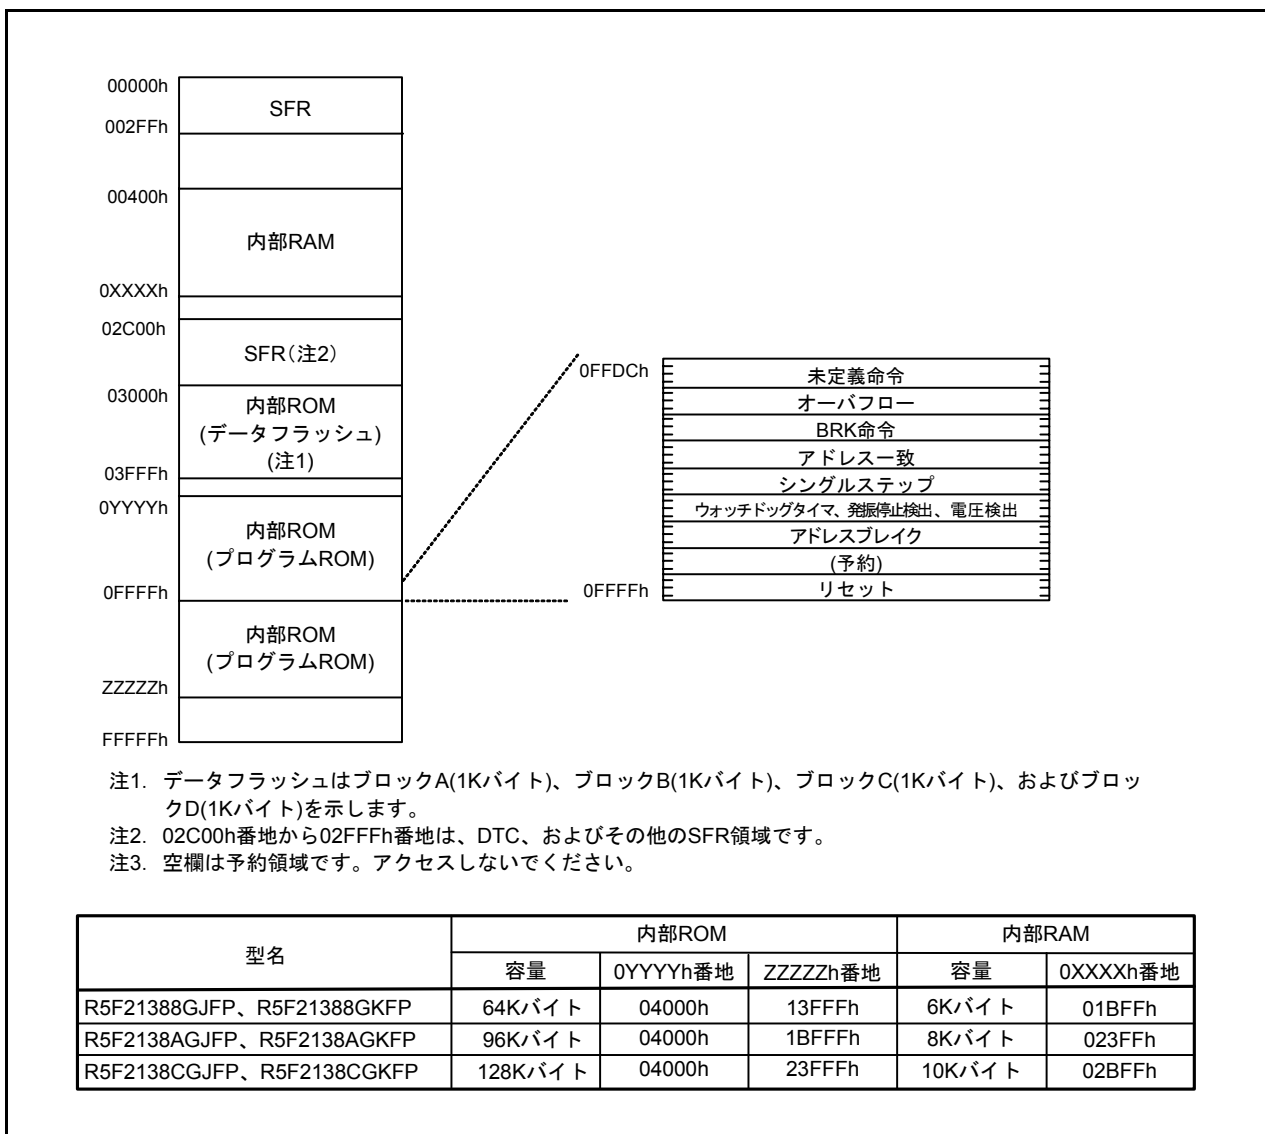 00000h
SFR
002FFh
00400h
内部RAM
0XXXXh
02C00h
SFR(注2)
03000h
内部ROM
(データフラッシュ)
(注1)
03FFFh
0YYYYh
内部ROM
(プログラムROM)
0FFFFh
内部ROM
(プログラムROM)
ZZZZZh
FFFFFh
0FFDCh
未定義命令
オーバフロー
BRK命令
アドレス一致
シングルステップ
ウォッチドッグタイマ、発振停止検出、電圧検出
アドレスブレイク
(予約)
0FFFFh
リセット
注1. データフラッシュはブロックA(1Kバイト)、ブロックB(1Kバイト)、ブロックC(1Kバイト)、およびブロッ
クD(1Kバイト)を示します。
注2. 02C00h番地から02FFFh番地は、DTC、およびその他のSFR領域です。
注3. 空欄は予約領域です。アクセスしないでください。
型名 内部ROM 内部RAM
容量 0YYYYh番地 ZZZZZh番地 容量 0XXXXh番地
R5F21388GJFP、R5F21388GKFP 64Kバイト 04000h 13FFFh 6Kバイト 01BFFh
R5F2138AGJFP、R5F2138AGKFP 96Kバイト 04000h 1BFFFh 8Kバイト 023FFh
R5F2138CGJFP、R5F2138CGKFP 128Kバイト 04000h 23FFFh 10Kバイト 02BFFh